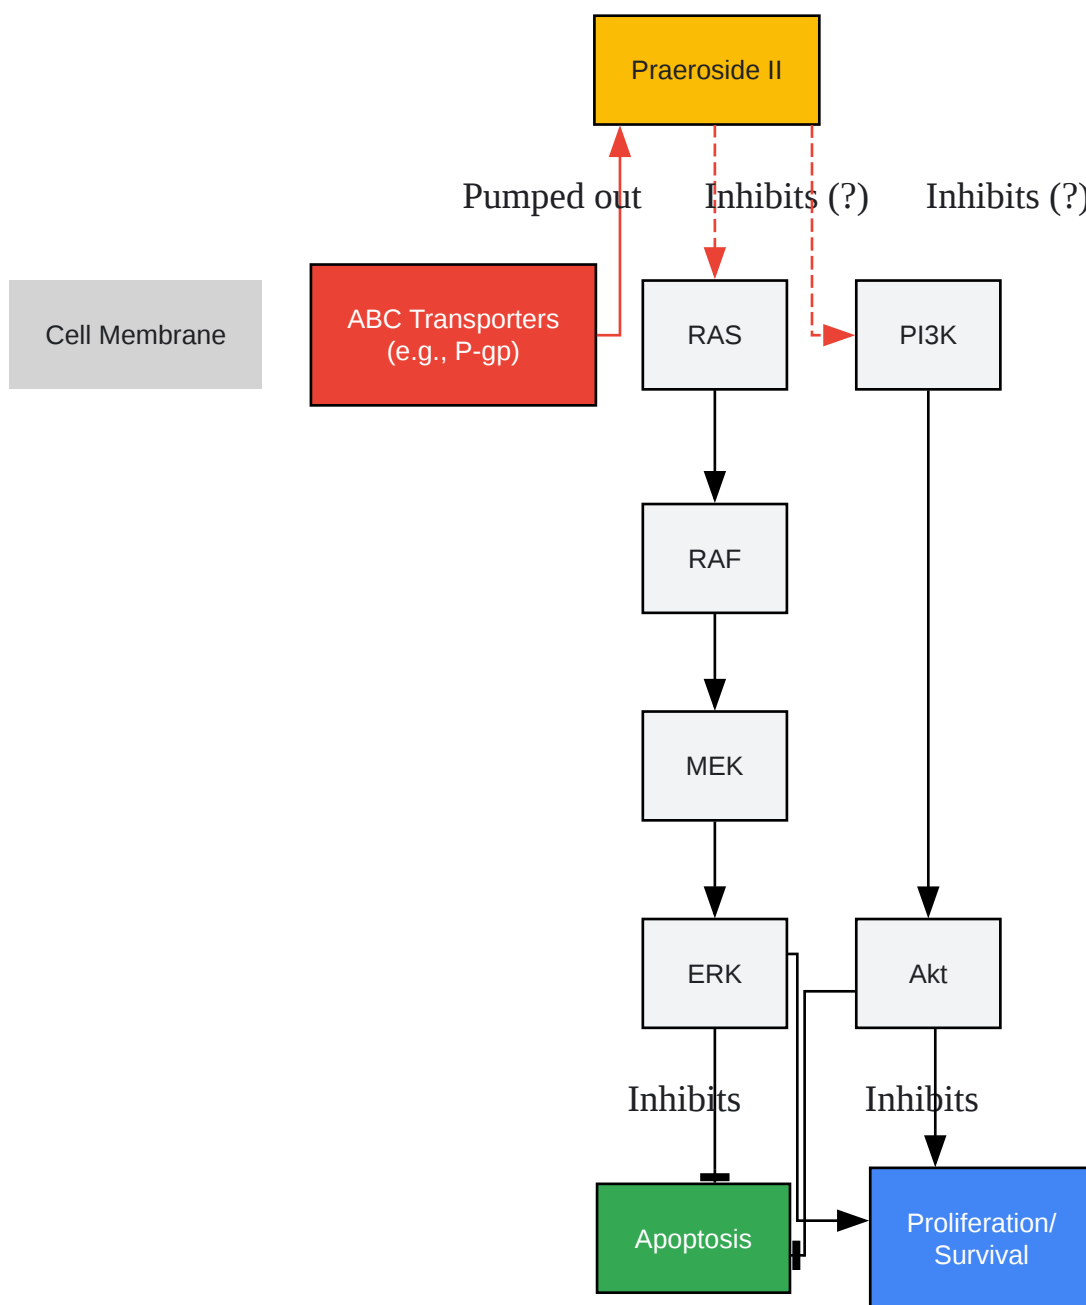 Praeroside II
Pumped out
Inhibits (?)
Inhibits (?)
Cell Membrane
ABC Transporters
(e.g., P-gp)
RAS
PI3K
RAF
MEK
ERK
Akt
Inhibits
Inhibits
Apoptosis
Proliferation/
Survival